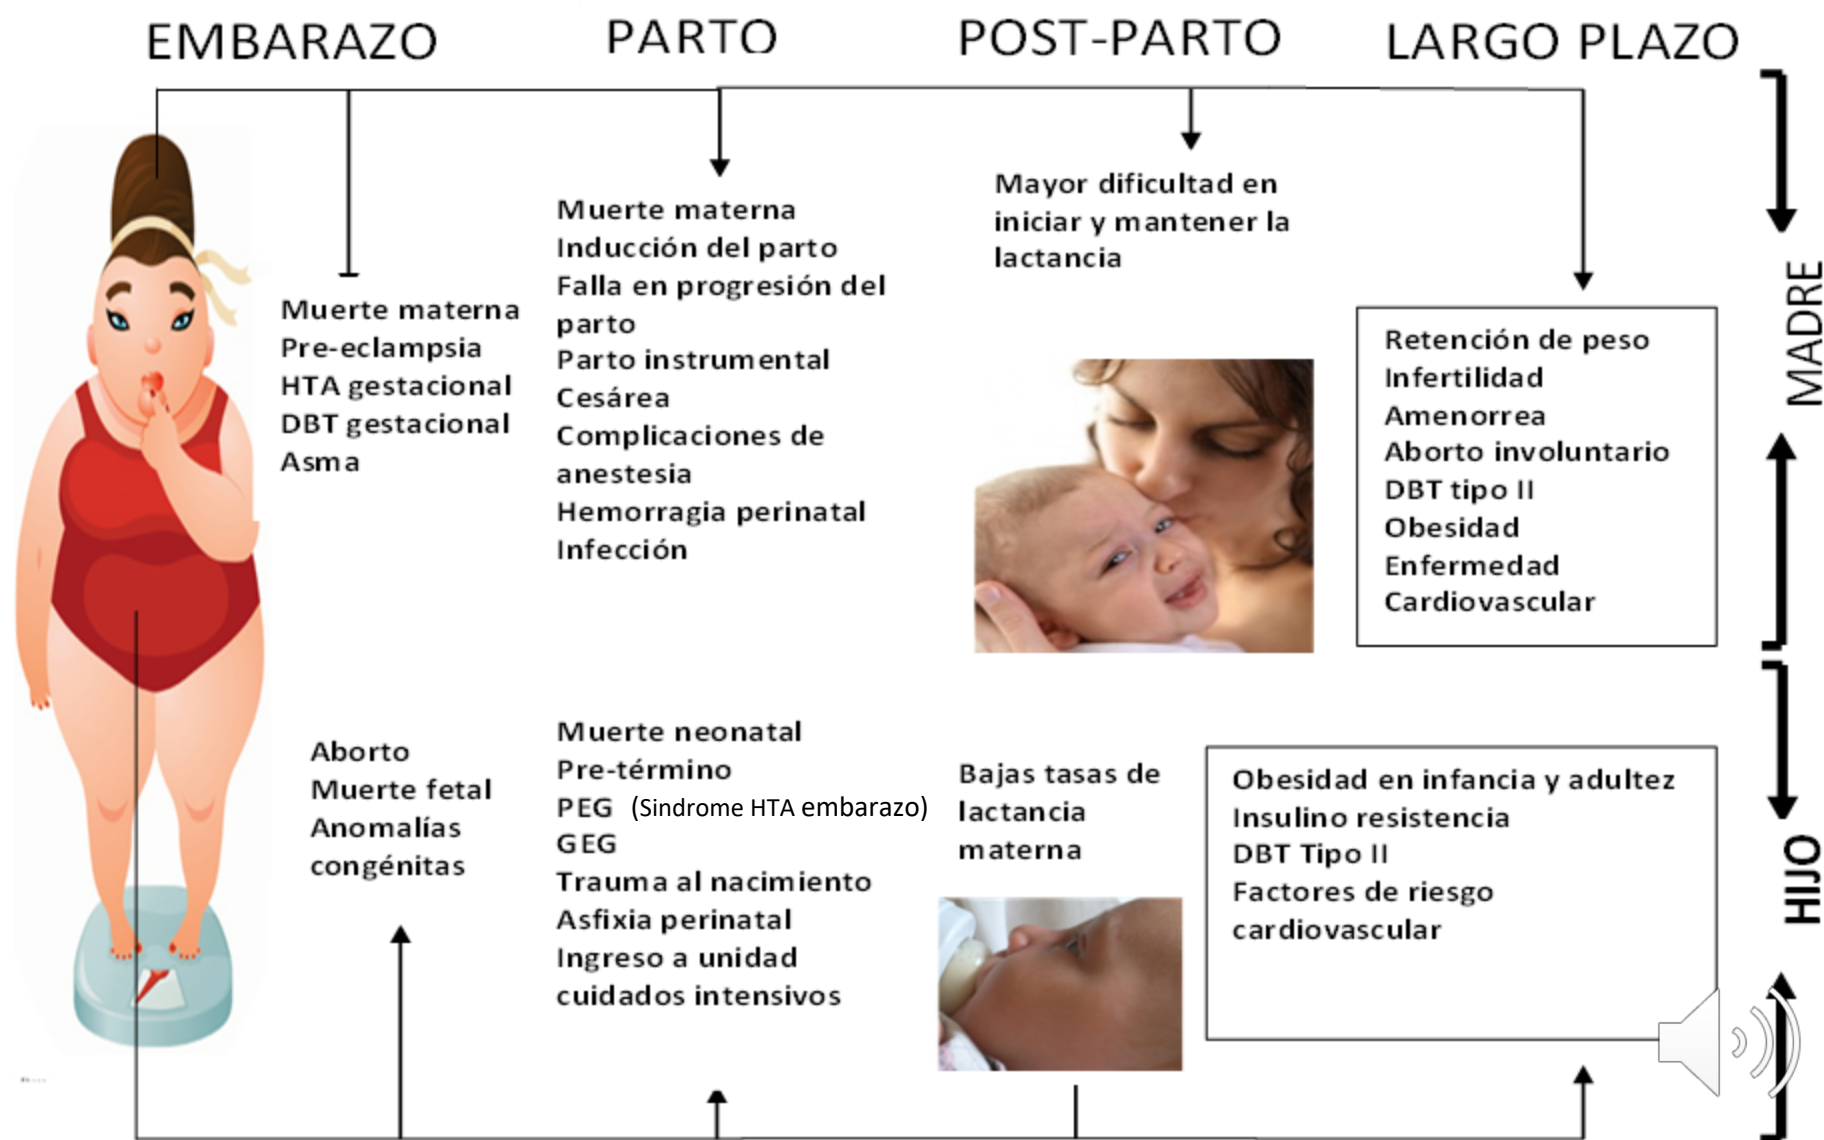 EMBARAZO
PARTO
POST-PARTO
LARGO PLAZO
Muerte materna
Pre-eclampsia
HTA gestacional
DBT gestacional
Asma
Muerte materna
Inducción del parto
Falla en progresión del
parto
Parto instrumental
Cesárea
Complicaciones de
anestesia
Hemorragia perinatal
Infección
Mayor dificultad en
iniciar y mantener la
lactancia
Retención de peso
Infertilidad
Amenorrea
Aborto involuntario
DBT tipo II
Obesidad
Enfermedad
Cardiovascular
MADRE
Aborto
Muerte fetal
Anomalías
congénitas
Muerte neonatal
Pre-término
PEG (Sindrome HTA embarazo)
GEG
Trauma al nacimiento
Asfixia perinatal
Ingreso a unidad
cuidados intensivos
Bajas tasas de
lactancia
materna
Obesidad en infancia y adultez
Insulino resistencia
DBT Tipo II
Factores de riesgo
cardiovascular
HIJO